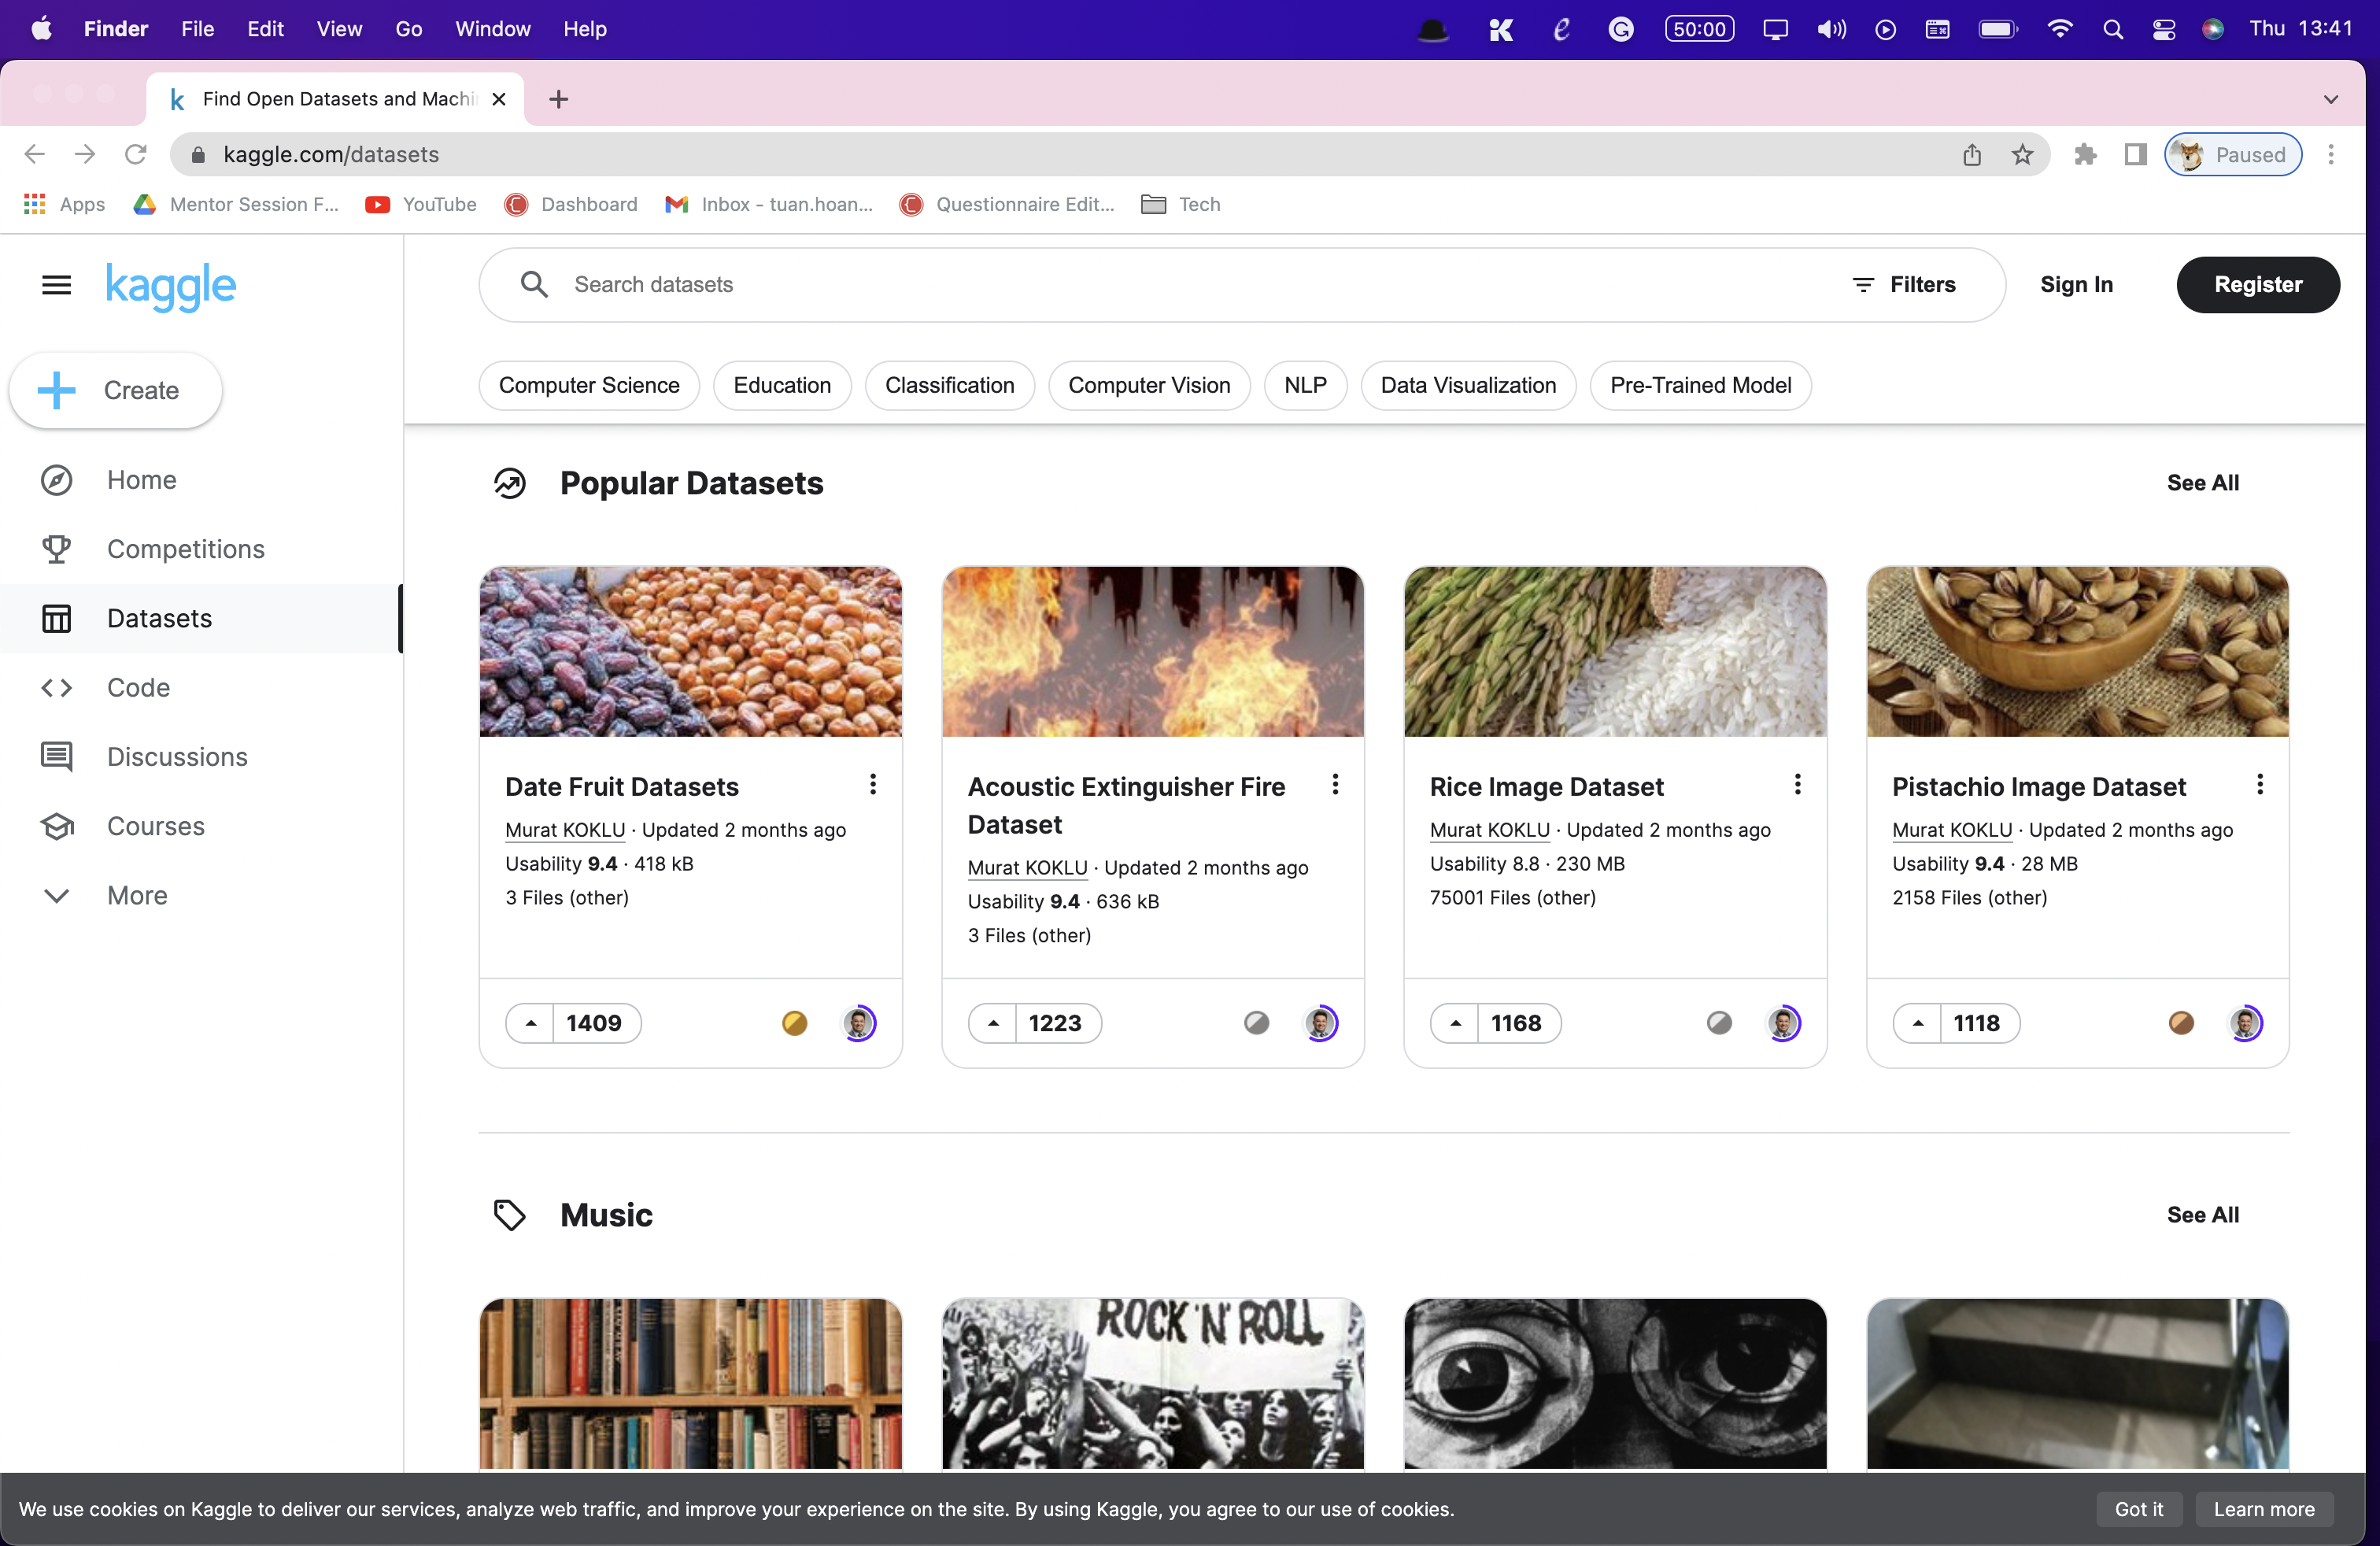 Finder File Edit View Go Window Help 50:00 Thu 13:41
k Find Open Datasets and Machi
kaggle.com/datasets Paused
Apps Mentor Session F... YouTube Dashboard Inbox - tuan.hoan... Questionnaire Edit... Tech
kaggle
Search datasets Filters Sign In Register
Create
Computer Science Education Classification Computer Vision NLP Data Visualization Pre-Trained Model
Home
Competitions
Datasets
Code
Discussions
Courses
More
Popular Datasets See All
Date Fruit Datasets
Murat KOKLU · Updated 2 months ago
Usability 9.4 · 418 kB
3 Files (other)
1409
Acoustic Extinguisher Fire
Dataset
Murat KOKLU · Updated 2 months ago
Usability 9.4 · 636 kB
3 Files (other)
1223
Rice Image Dataset
Murat KOKLU · Updated 2 months ago
Usability 8.8 · 230 MB
75001 Files (other)
1168
Pistachio Image Dataset
Murat KOKLU · Updated 2 months ago
Usability 9.4 · 28 MB
2158 Files (other)
1118
Music See All
ROCK 'N' ROLL
We use cookies on Kaggle to deliver our services, analyze web traffic, and improve your experience on the site. By using Kaggle, you agree to our use of cookies. Got it Learn more